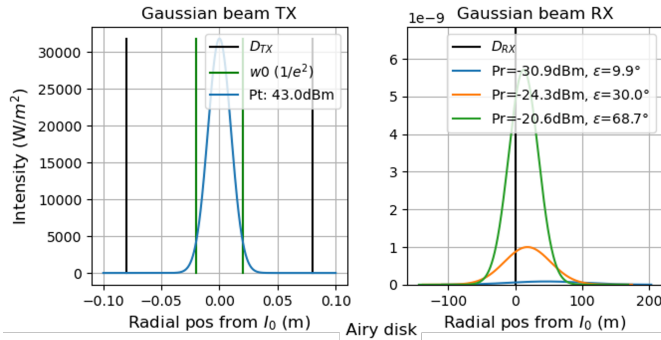 Gaussian beam TX
Gaussian beam RX
1e−9
D_TX
w0 (1/e²)
Pt: 43.0dBm
D_RX
Pr=-30.9dBm, ε=9.9°
Pr=-24.3dBm, ε=30.0°
Pr=-20.6dBm, ε=68.7°
Intensity (W/m²)
30000
25000
20000
15000
10000
5000
0
6
5
4
3
2
1
0
−0.10 −0.05 0.00 0.05 0.10
−100 0 100 200
Radial pos from I₀ (m)
Radial pos from I₀ (m)
Airy disk